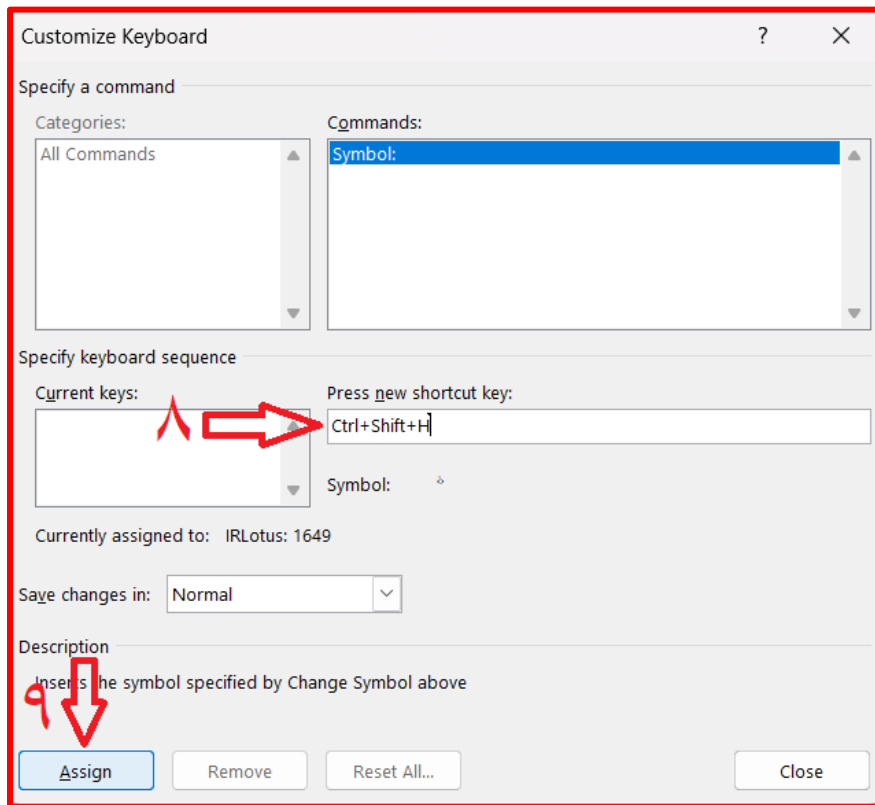 Customize Keyboard ? ×
Specify a command
Categories: Commands:
All Commands Symbol:
Specify keyboard sequence
Current keys: Press new shortcut key:
۸ Ctrl+Shift+H
Symbol:
Currently assigned to: IRLotus: 1649
Save changes in: Normal
Description
Inserts the symbol specified by Change Symbol above
۹
Assign Remove Reset All... Close